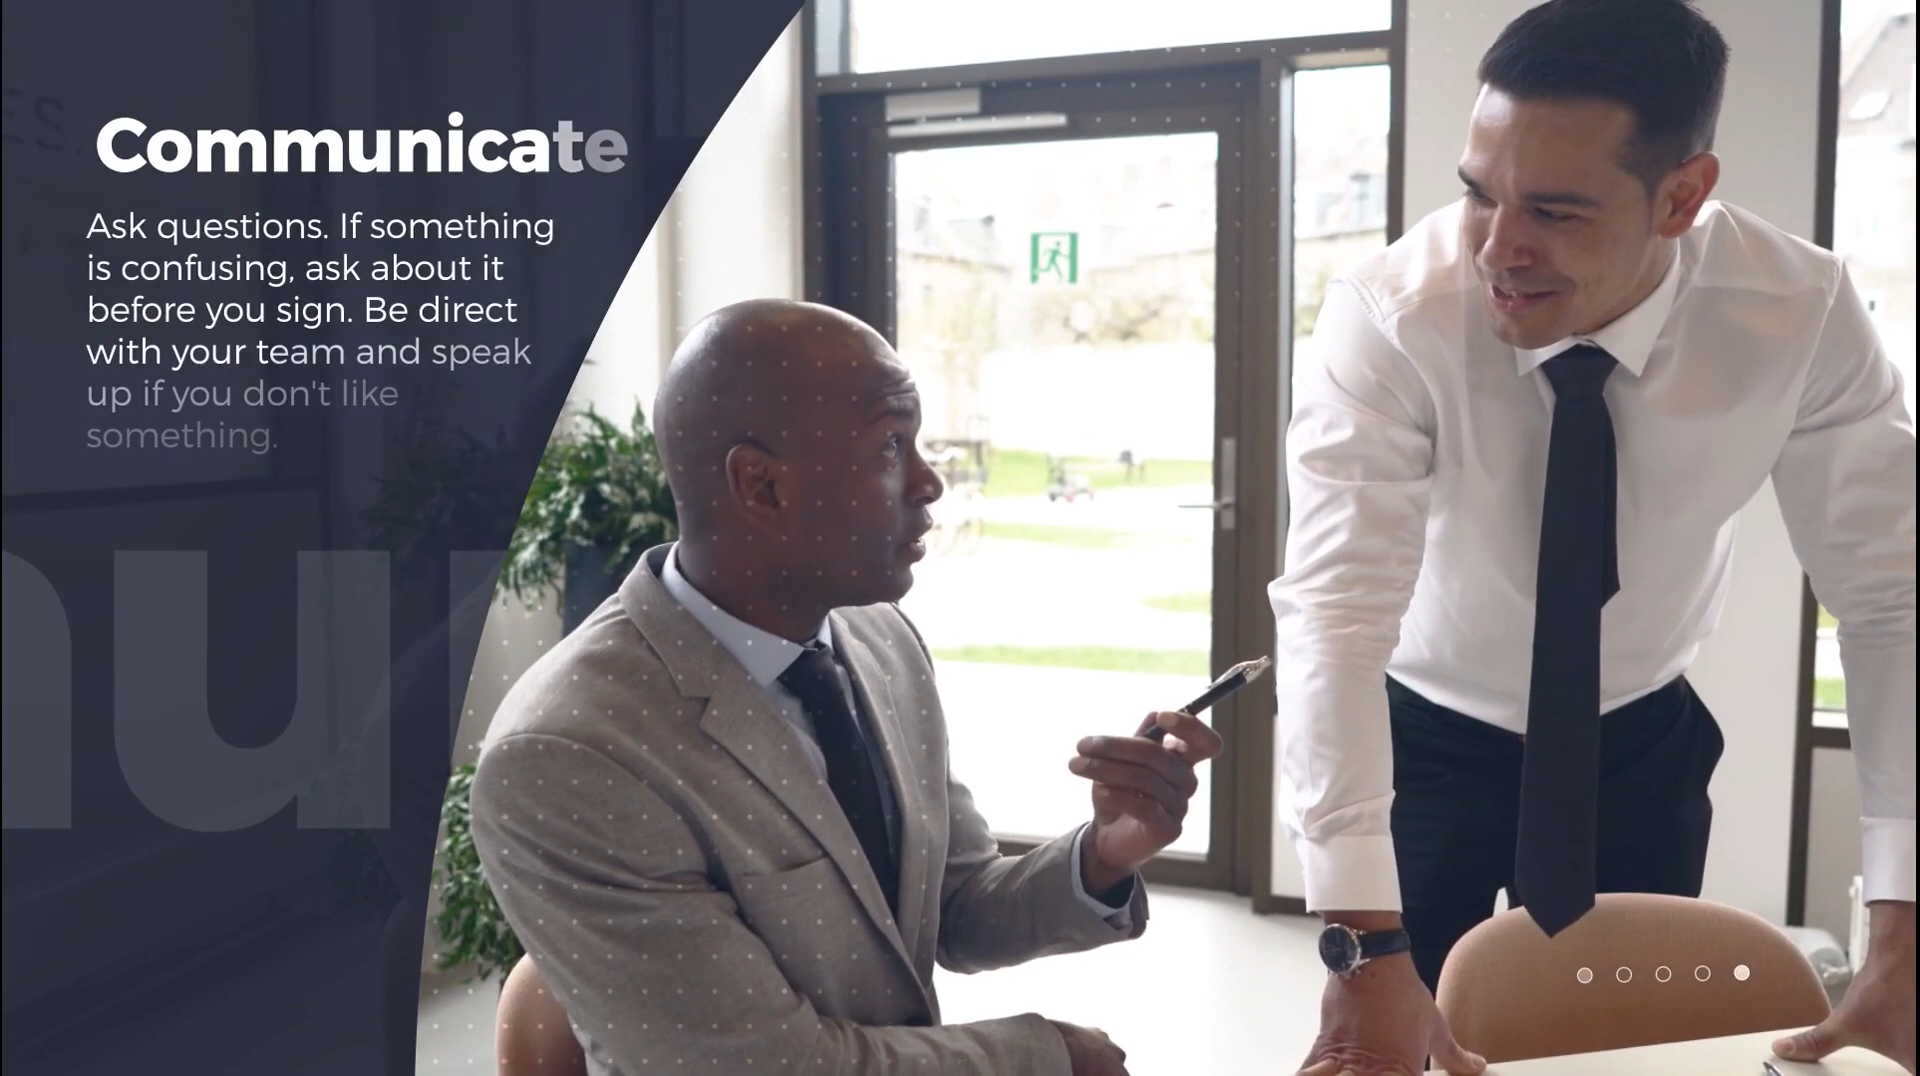 Communicate
Ask questions. If something
is confusing, ask about it
before you sign. Be direct
with your team and speak
up if you don't like
something.